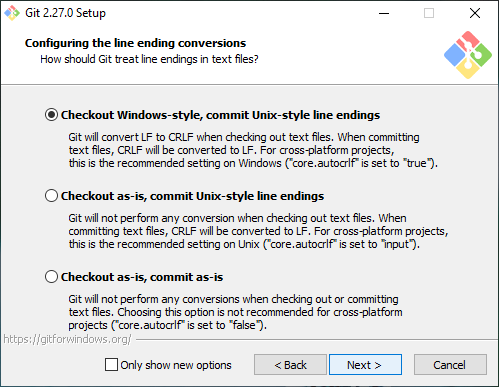 Git 2.27.0 Setup
Configuring the line ending conversions
How should Git treat line endings in text files?
Checkout Windows-style, commit Unix-style line endings
Git will convert LF to CRLF when checking out text files. When committing
text files, CRLF will be converted to LF. For cross-platform projects,
this is the recommended setting on Windows ("core.autocrlf" is set to "true").
Checkout as-is, commit Unix-style line endings
Git will not perform any conversion when checking out text files. When
committing text files, CRLF will be converted to LF. For cross-platform projects,
this is the recommended setting on Unix ("core.autocrlf" is set to "input").
Checkout as-is, commit as-is
Git will not perform any conversions when checking out or committing
text files. Choosing this option is not recommended for cross-platform
projects ("core.autocrlf" is set to "false").
https://gitforwindows.org/
Only show new options
< Back
Next >
Cancel